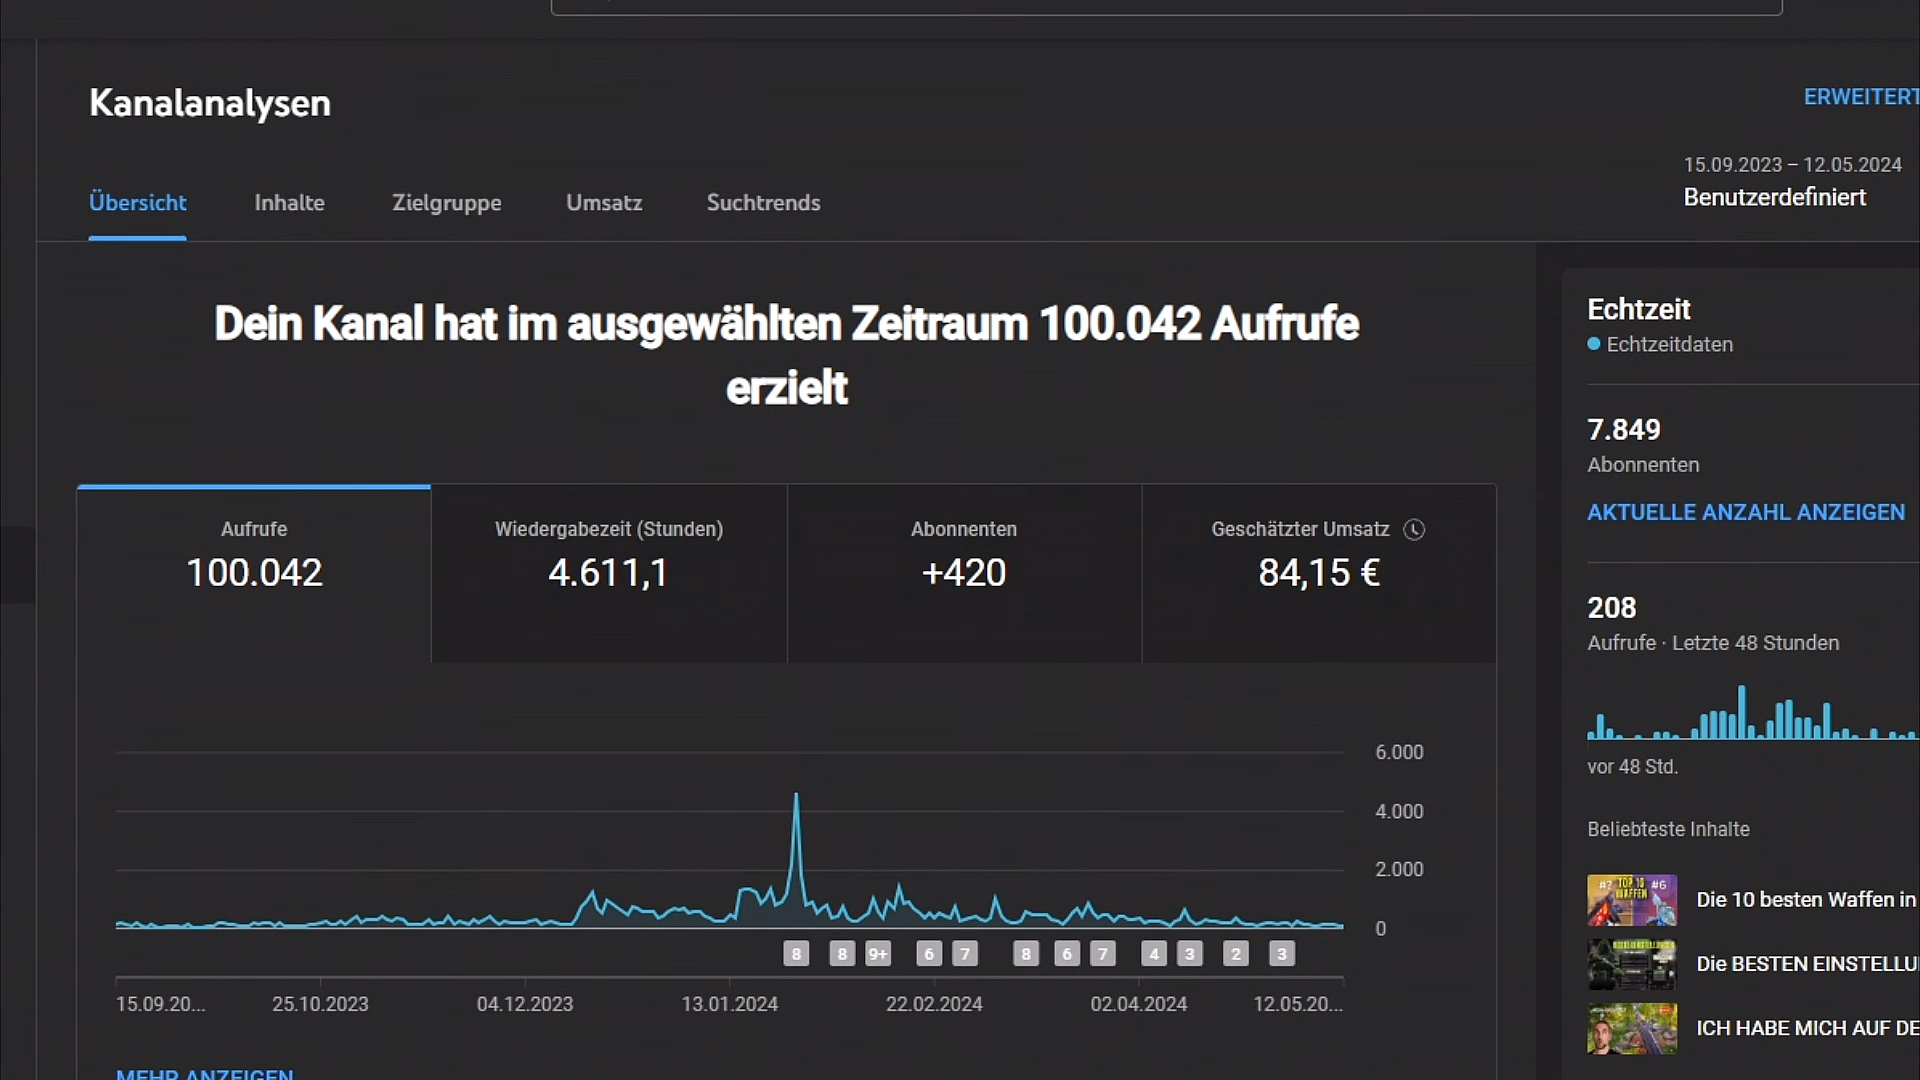 Kanalanalysen
ERWEITERT
15.09.2023 – 12.05.2024
Benutzerdefiniert
Übersicht
Inhalte
Zielgruppe
Umsatz
Suchtrends
Dein Kanal hat im ausgewählten Zeitraum 100.042 Aufrufe
erzielt
Aufrufe
100.042
Wiedergabezeit (Stunden)
4.611,1
Abonnenten
+420
Geschätzter Umsatz
84,15 €
6.000
4.000
2.000
0
8
8
9+
6
7
8
6
7
4
3
2
3
15.09.20...
25.10.2023
04.12.2023
13.01.2024
22.02.2024
02.04.2024
12.05.20...
MEHR ANZEIGEN
Echtzeit
Echtzeitdaten
7.849
Abonnenten
AKTUELLE ANZAHL ANZEIGEN
208
Aufrufe · Letzte 48 Stunden
vor 48 Std.
Beliebteste Inhalte
#7 TOP 10 #6
WAFFEN
Die 10 besten Waffen in
Die BESTEN EINSTELLU
ICH HABE MICH AUF DE